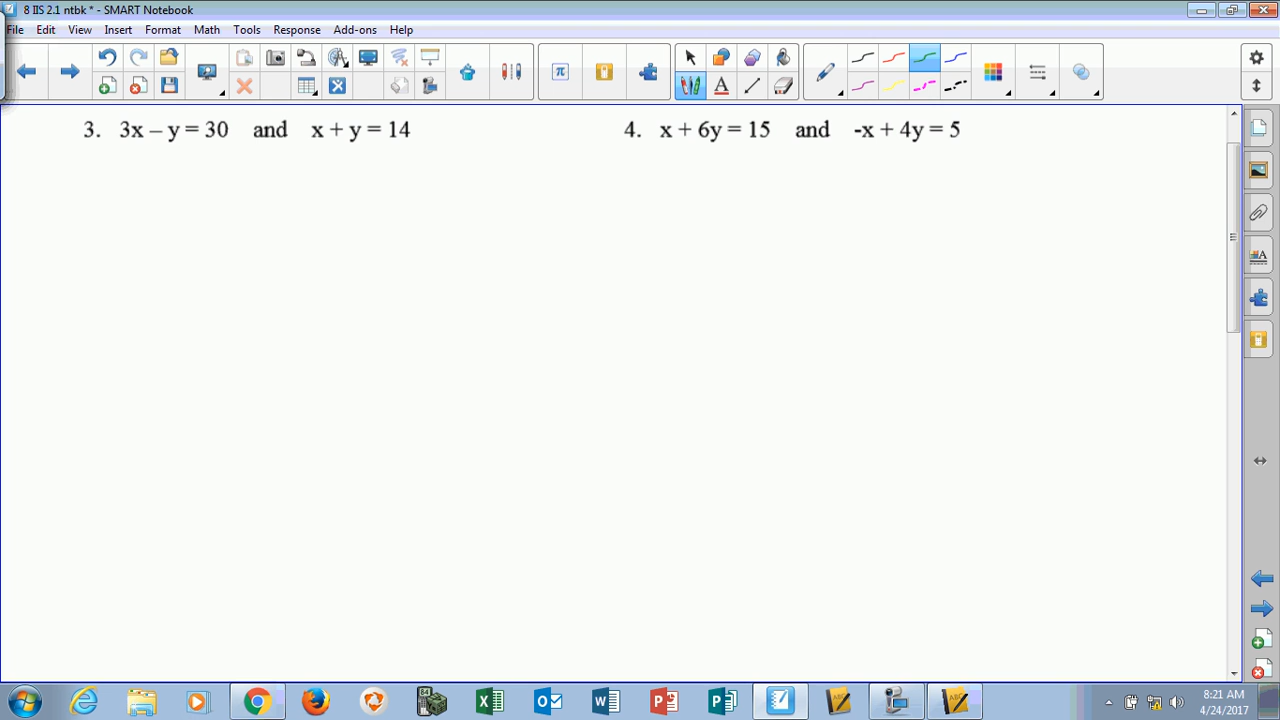 8 IIS 2.1 ntbk * - SMART Notebook
File Edit View Insert Format Math Tools Response Add-ons Help
3. 3x – y = 30 and x + y = 14
4. x + 6y = 15 and -x + 4y = 5
8:21 AM
4/24/2017